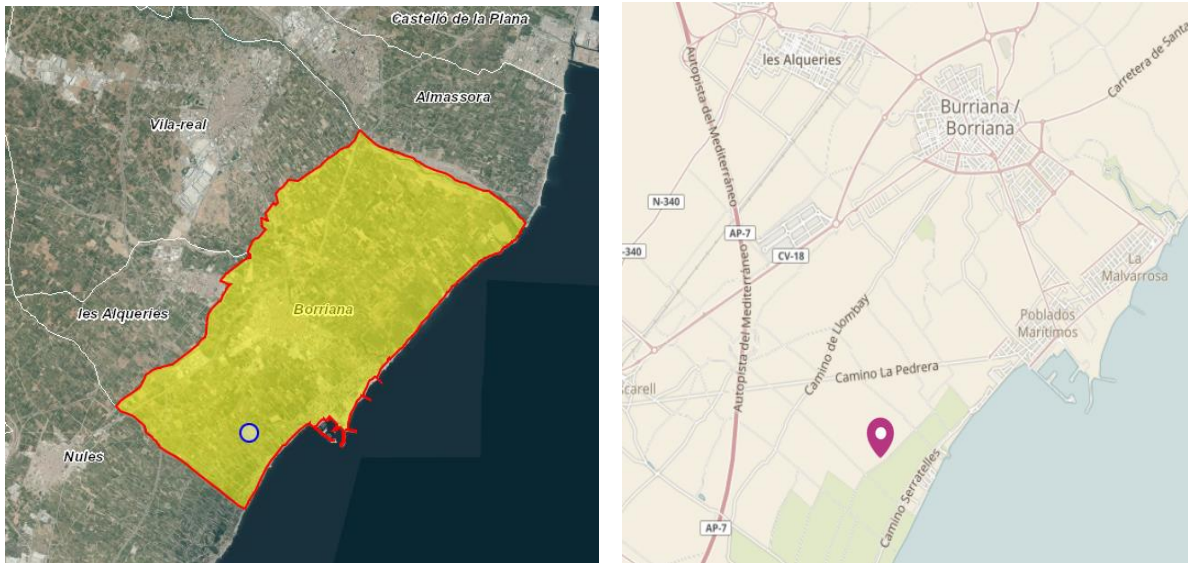 Castelló de la Plana
Almassora
Vila-real
Borriana
les Alqueries
Nules
les Alqueries
Burriana /
Borriana
Carretera de Santa
Autopista del Mediterráneo
N-340
-340
AP-7
CV-18
La
Malvarrosa
Poblados
Marítimos
Camino de Llombay
Camino La Pedrera
scarell
Autopista del Mediterráneo
Camino Serratelles
AP-7